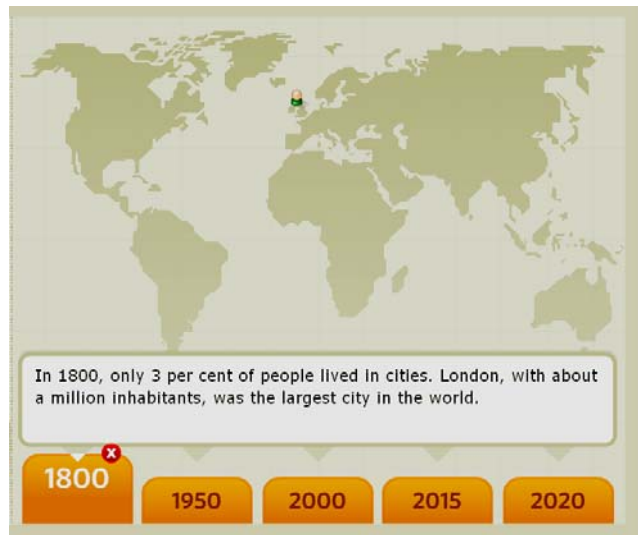 In 1800, only 3 per cent of people lived in cities. London, with about
a million inhabitants, was the largest city in the world.
X
1800
1950
2000
2015
2020